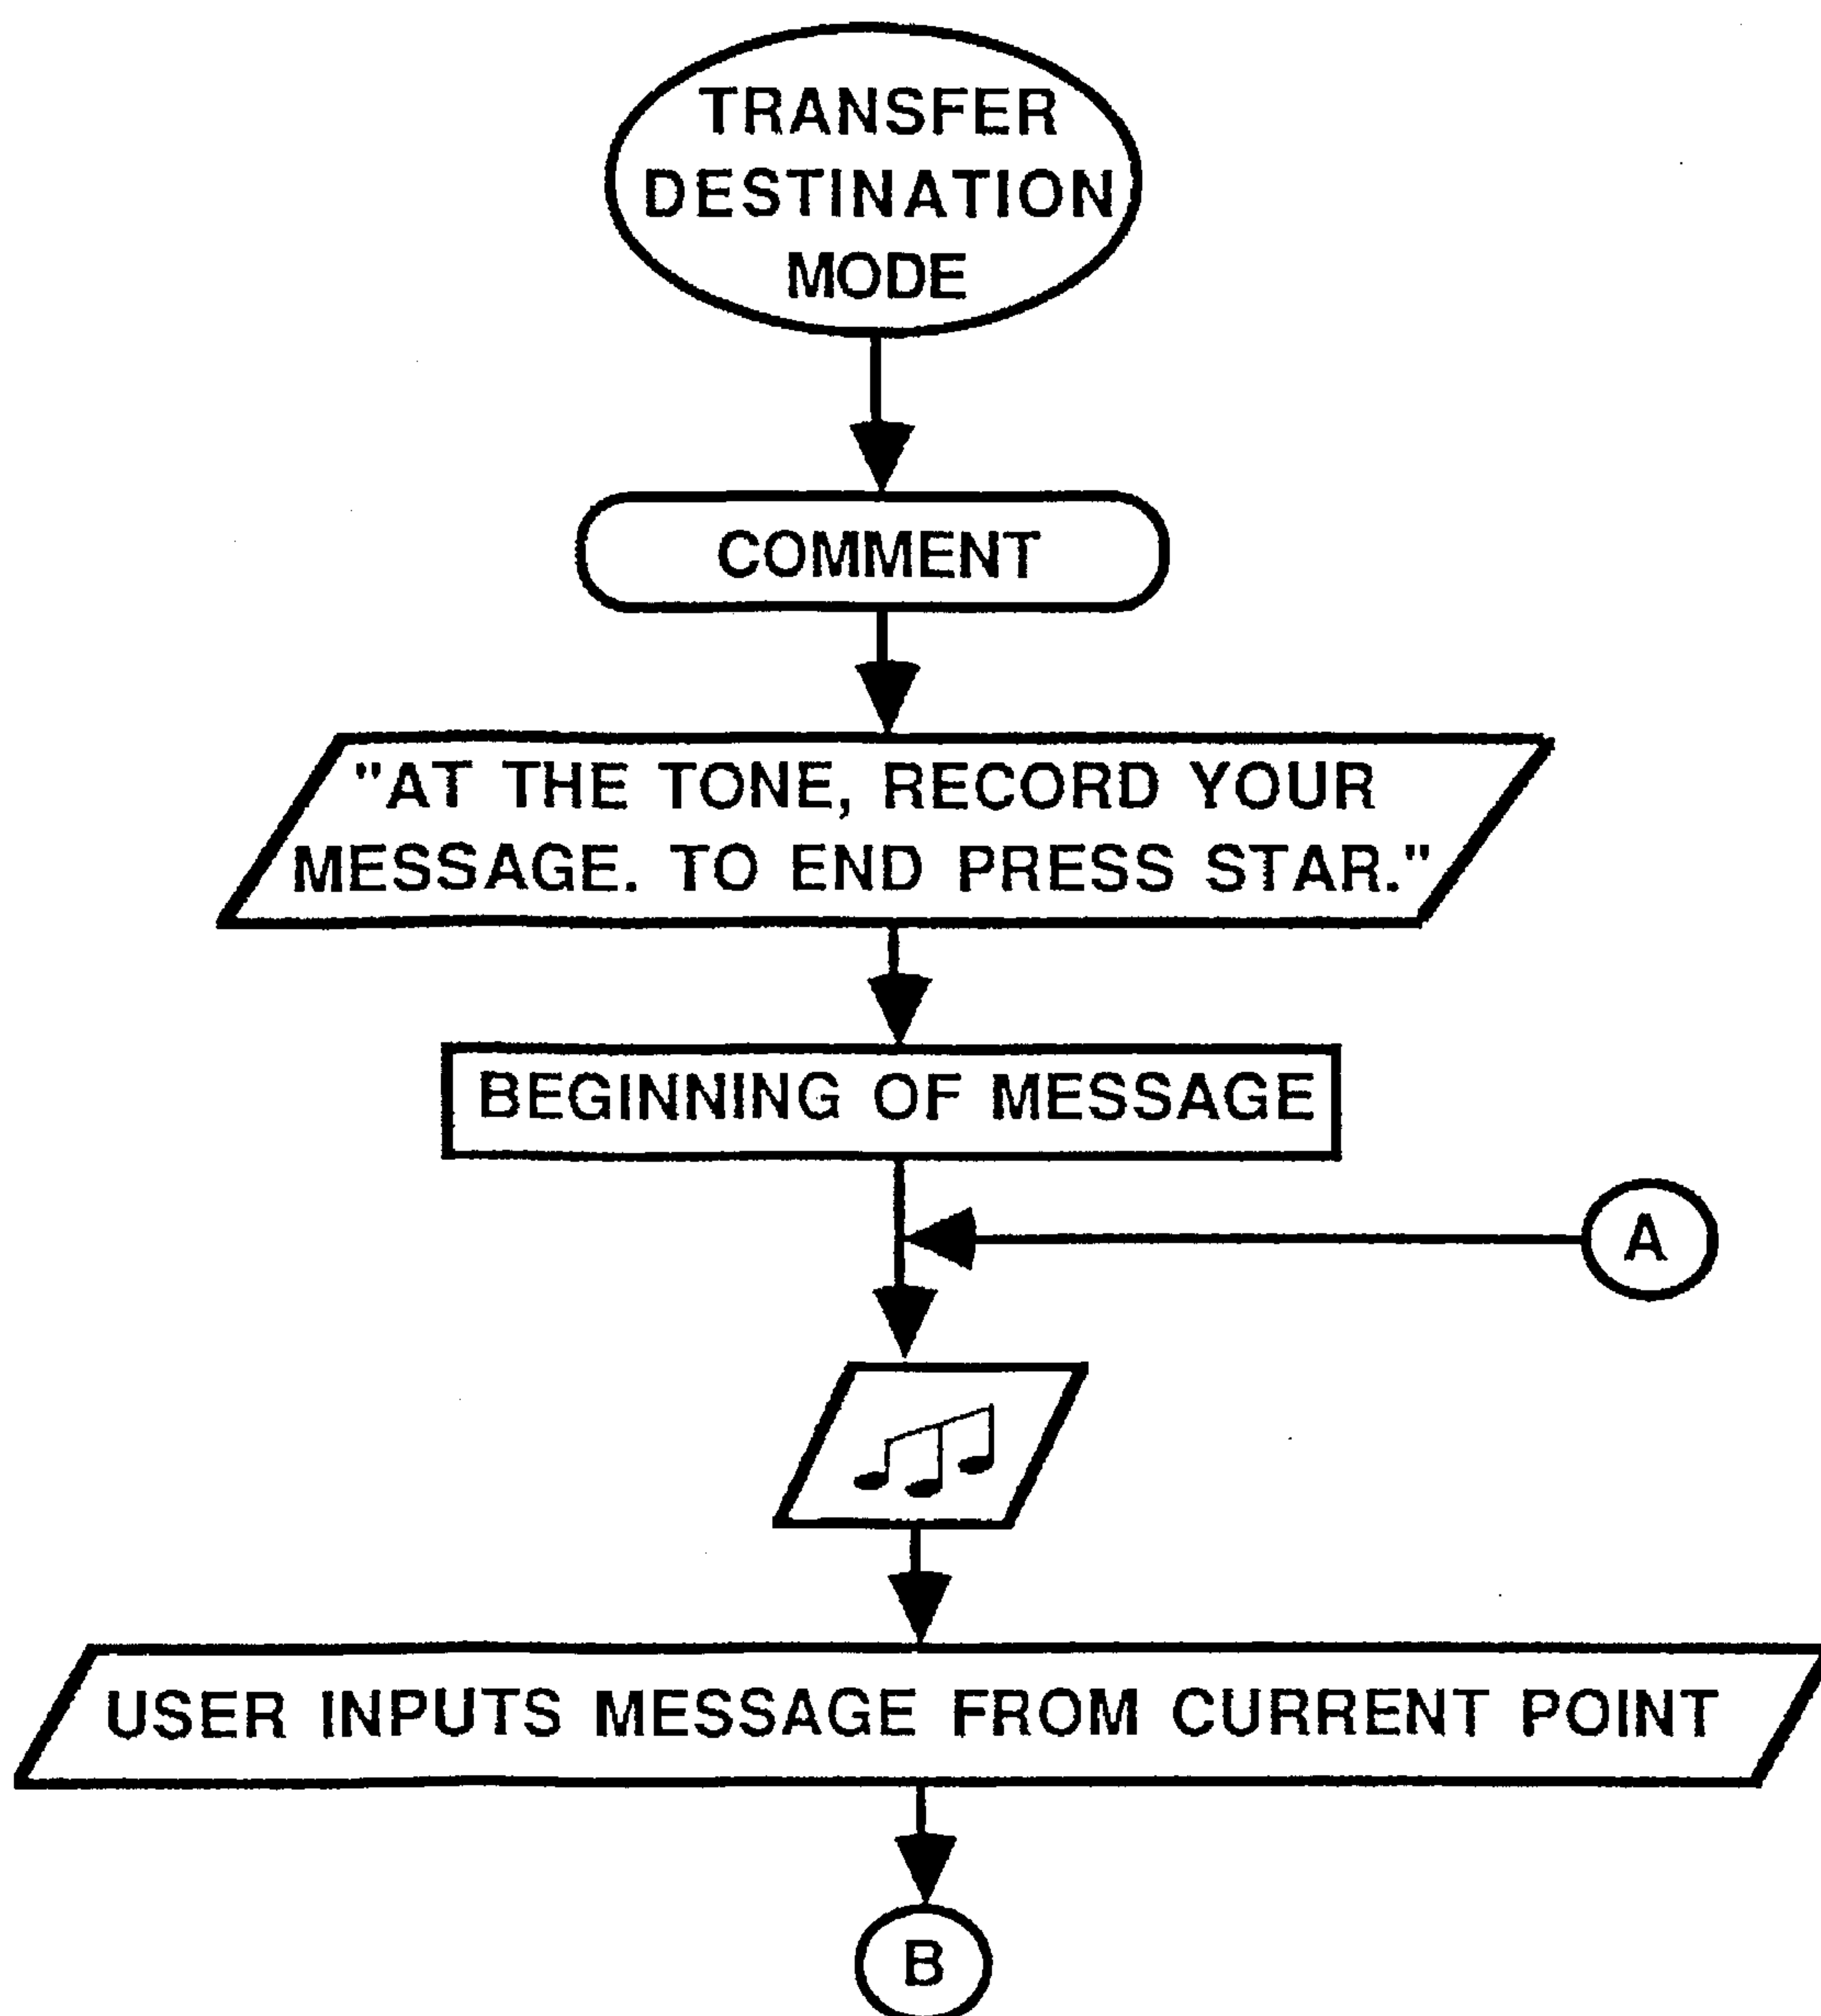 TRANSFER
DESTINATION
MODE
COMMENT
"AT THE TONE, RECORD YOUR
MESSAGE. TO END PRESS STAR."
BEGINNING OF MESSAGE
A
USER INPUTS MESSAGE FROM CURRENT POINT
B